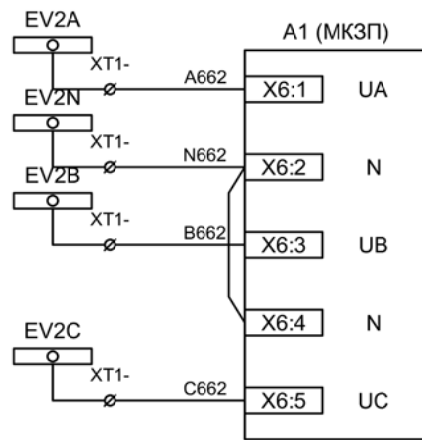 EV2A
A1 (МКЗП)
XT1-
A662
X6:1 UA
EV2N
XT1-
N662
X6:2 N
EV2B
XT1-
B662
X6:3 UB
X6:4 N
EV2C
XT1-
C662
X6:5 UC